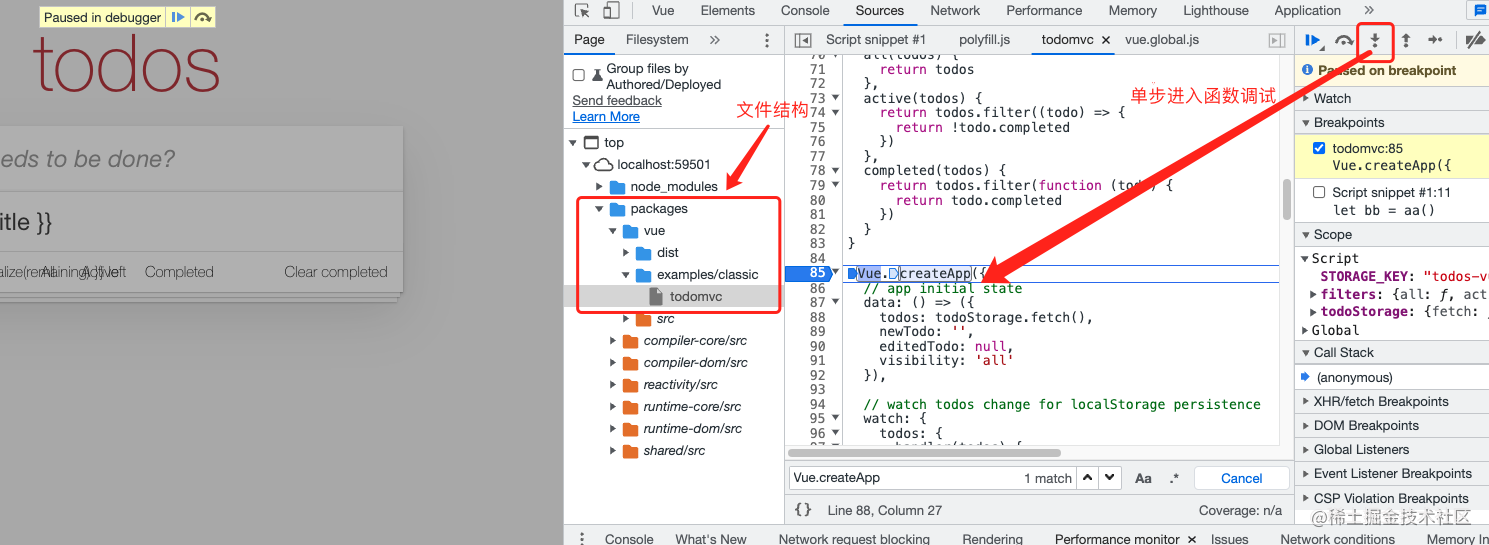 Paused in debugger
todos
eeds to be done?
itle }}
Completed
Clear completed
Vue
Elements
Console
Sources
Network
Performance
Memory
Lighthouse
Application
»
Page
Filesystem
»
Group files by
Authored/Deployed
Send feedback
Learn More
文件结构
top
localhost:59501
node_modules
packages
vue
dist
examples/classic
todomvc
src
compiler-core/src
compiler-dom/src
reactivity/src
runtime-core/src
runtime-dom/src
shared/src
Script snippet #1
polyfill.js
todomvc ×
vue.global.js
70 all(todos) {
71 return todos
72 },
73 active(todos) {
74 return todos.filter((todo) => {
75 return !todo.completed
76 })
77 },
78 completed(todos) {
79 return todos.filter(function (todo) {
80 return todo.completed
81 })
82 }
83 }
84
85 Vue.createApp({
86 // app initial state
87 data: () => ({
88 todos: todoStorage.fetch(),
89 newTodo: '',
90 editedTodo: null,
91 visibility: 'all'
92 }),
93
94 // watch todos change for localStorage persistence
95 watch: {
96 todos: {
97 handler(todos) {
单步进入函数调试
Vue.createApp
1 match
Aa
.*
Cancel
{ }
Line 88, Column 27
Coverage: n/a
Paused on breakpoint
Watch
Breakpoints
todomvc:85
Vue.createApp({
Script snippet #1:11
let bb = aa()
Scope
Script
STORAGE_KEY: "todos-v
filters: {all: ƒ, act
todoStorage: {fetch:
Global
Call Stack
(anonymous)
XHR/fetch Breakpoints
DOM Breakpoints
Global Listeners
Event Listener Breakpoints
CSP Violation Breakpoints
@稀土掘金技术社区
Console
What's New
Network request blocking
Rendering
Performance monitor ×
Issues
Network conditions
Memory In